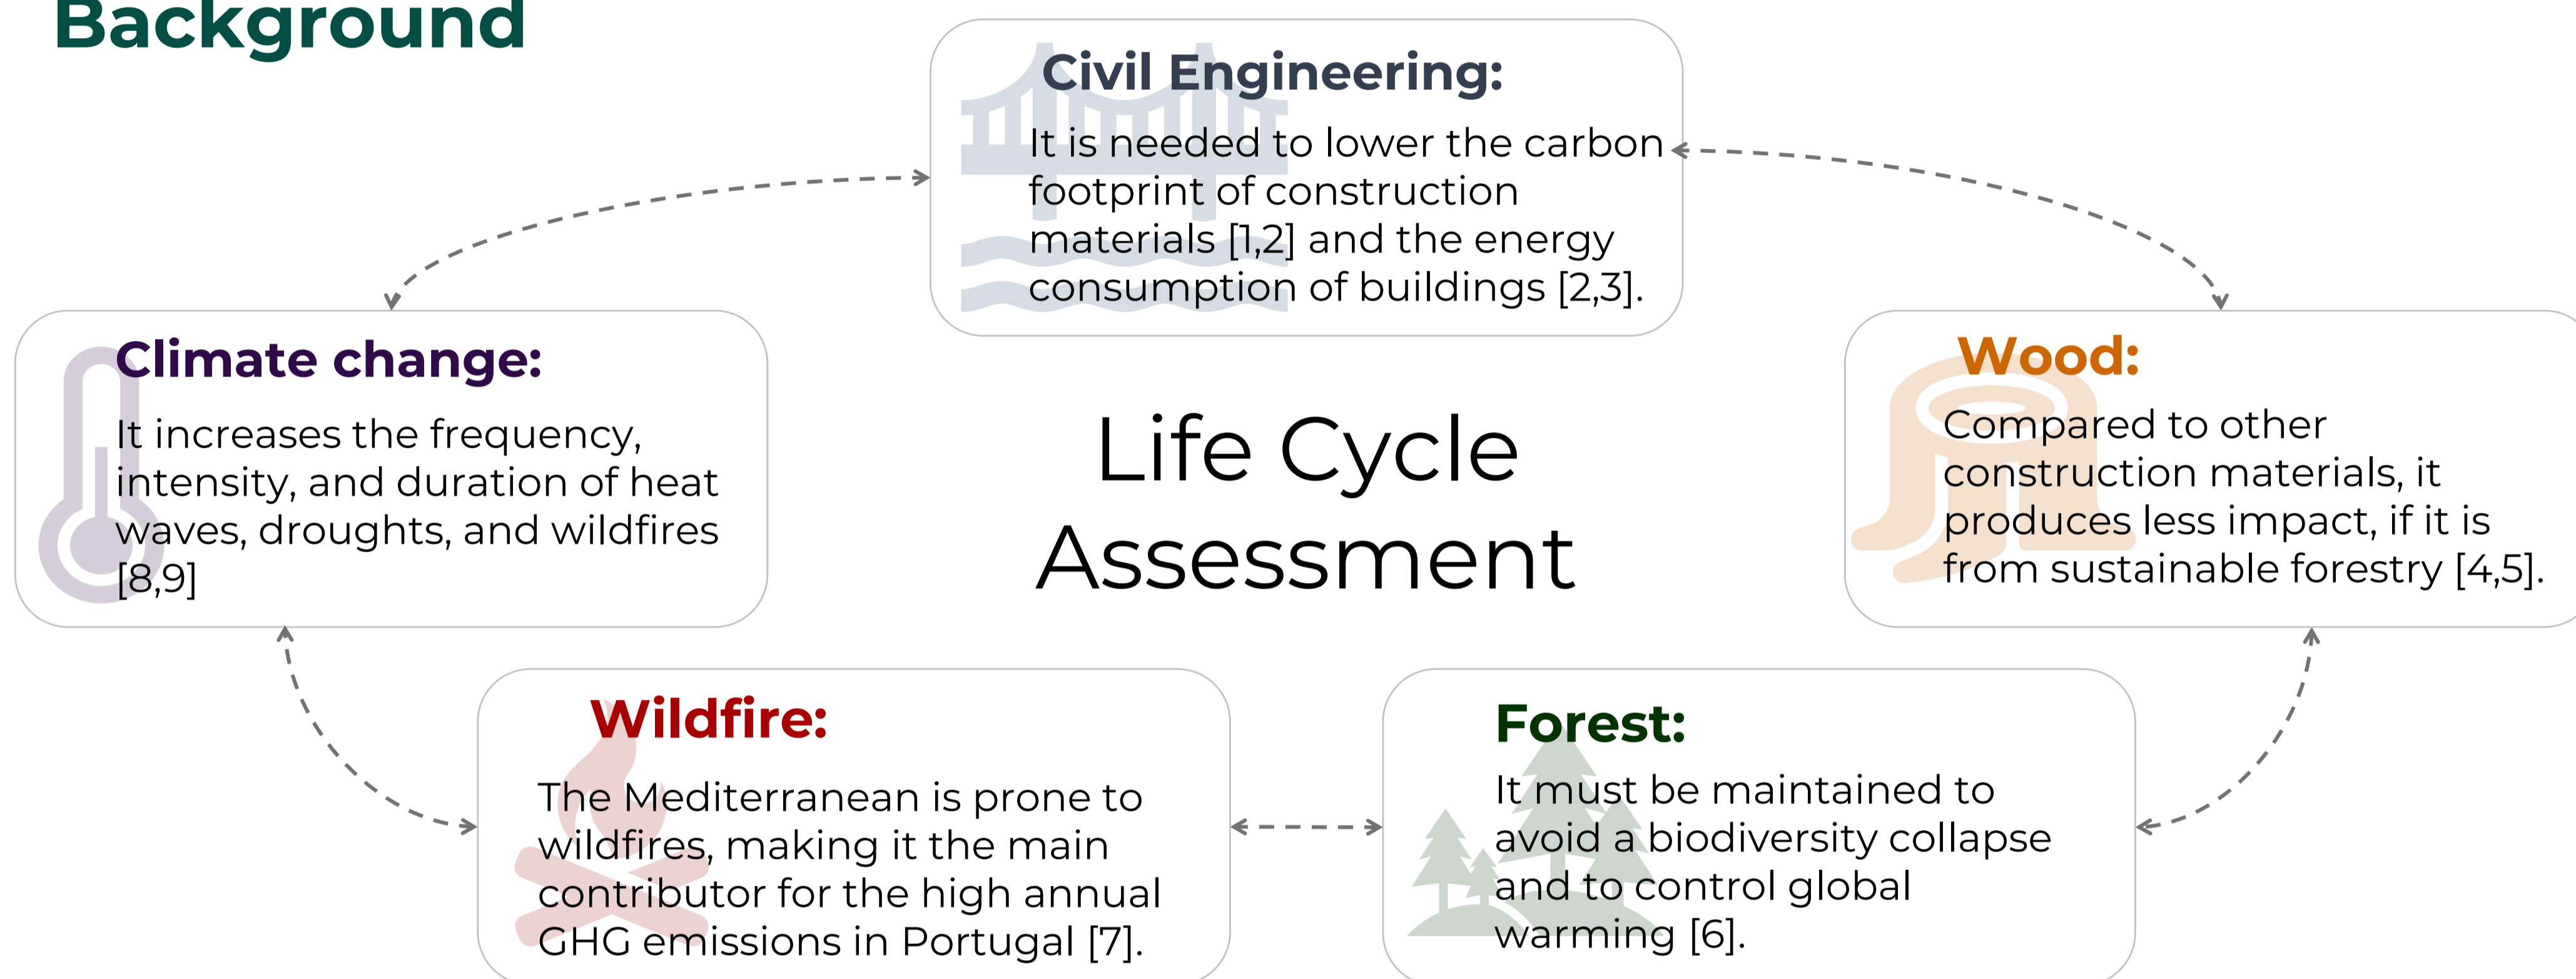 Background
Civil Engineering:
It is needed to lower the carbon
footprint of construction
materials [1,2] and the energy
consumption of buildings [2,3].
Climate change:
It increases the frequency,
intensity, and duration of heat
waves, droughts, and wildfires
[8,9]
Life Cycle
Assessment
Wood:
Compared to other
construction materials, it
produces less impact, if it is
from sustainable forestry [4,5].
Wildfire:
The Mediterranean is prone to
wildfires, making it the main
contributor for the high annual
GHG emissions in Portugal [7].
Forest:
It must be maintained to
avoid a biodiversity collapse
and to control global
warming [6].